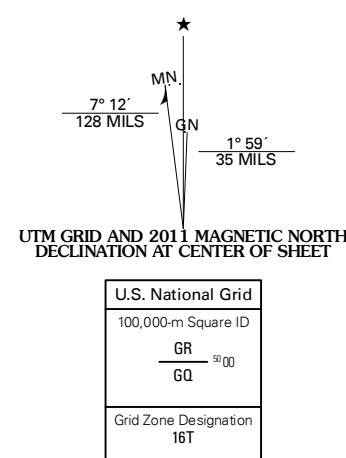 ★
MN.
7° 12´
128 MILS
GN
1° 59´
35 MILS
UTM GRID AND 2011 MAGNETIC NORTH
DECLINATION AT CENTER OF SHEET
U.S. National Grid
100,000-m Square ID
GR
50 00
GQ
Grid Zone Designation
16T